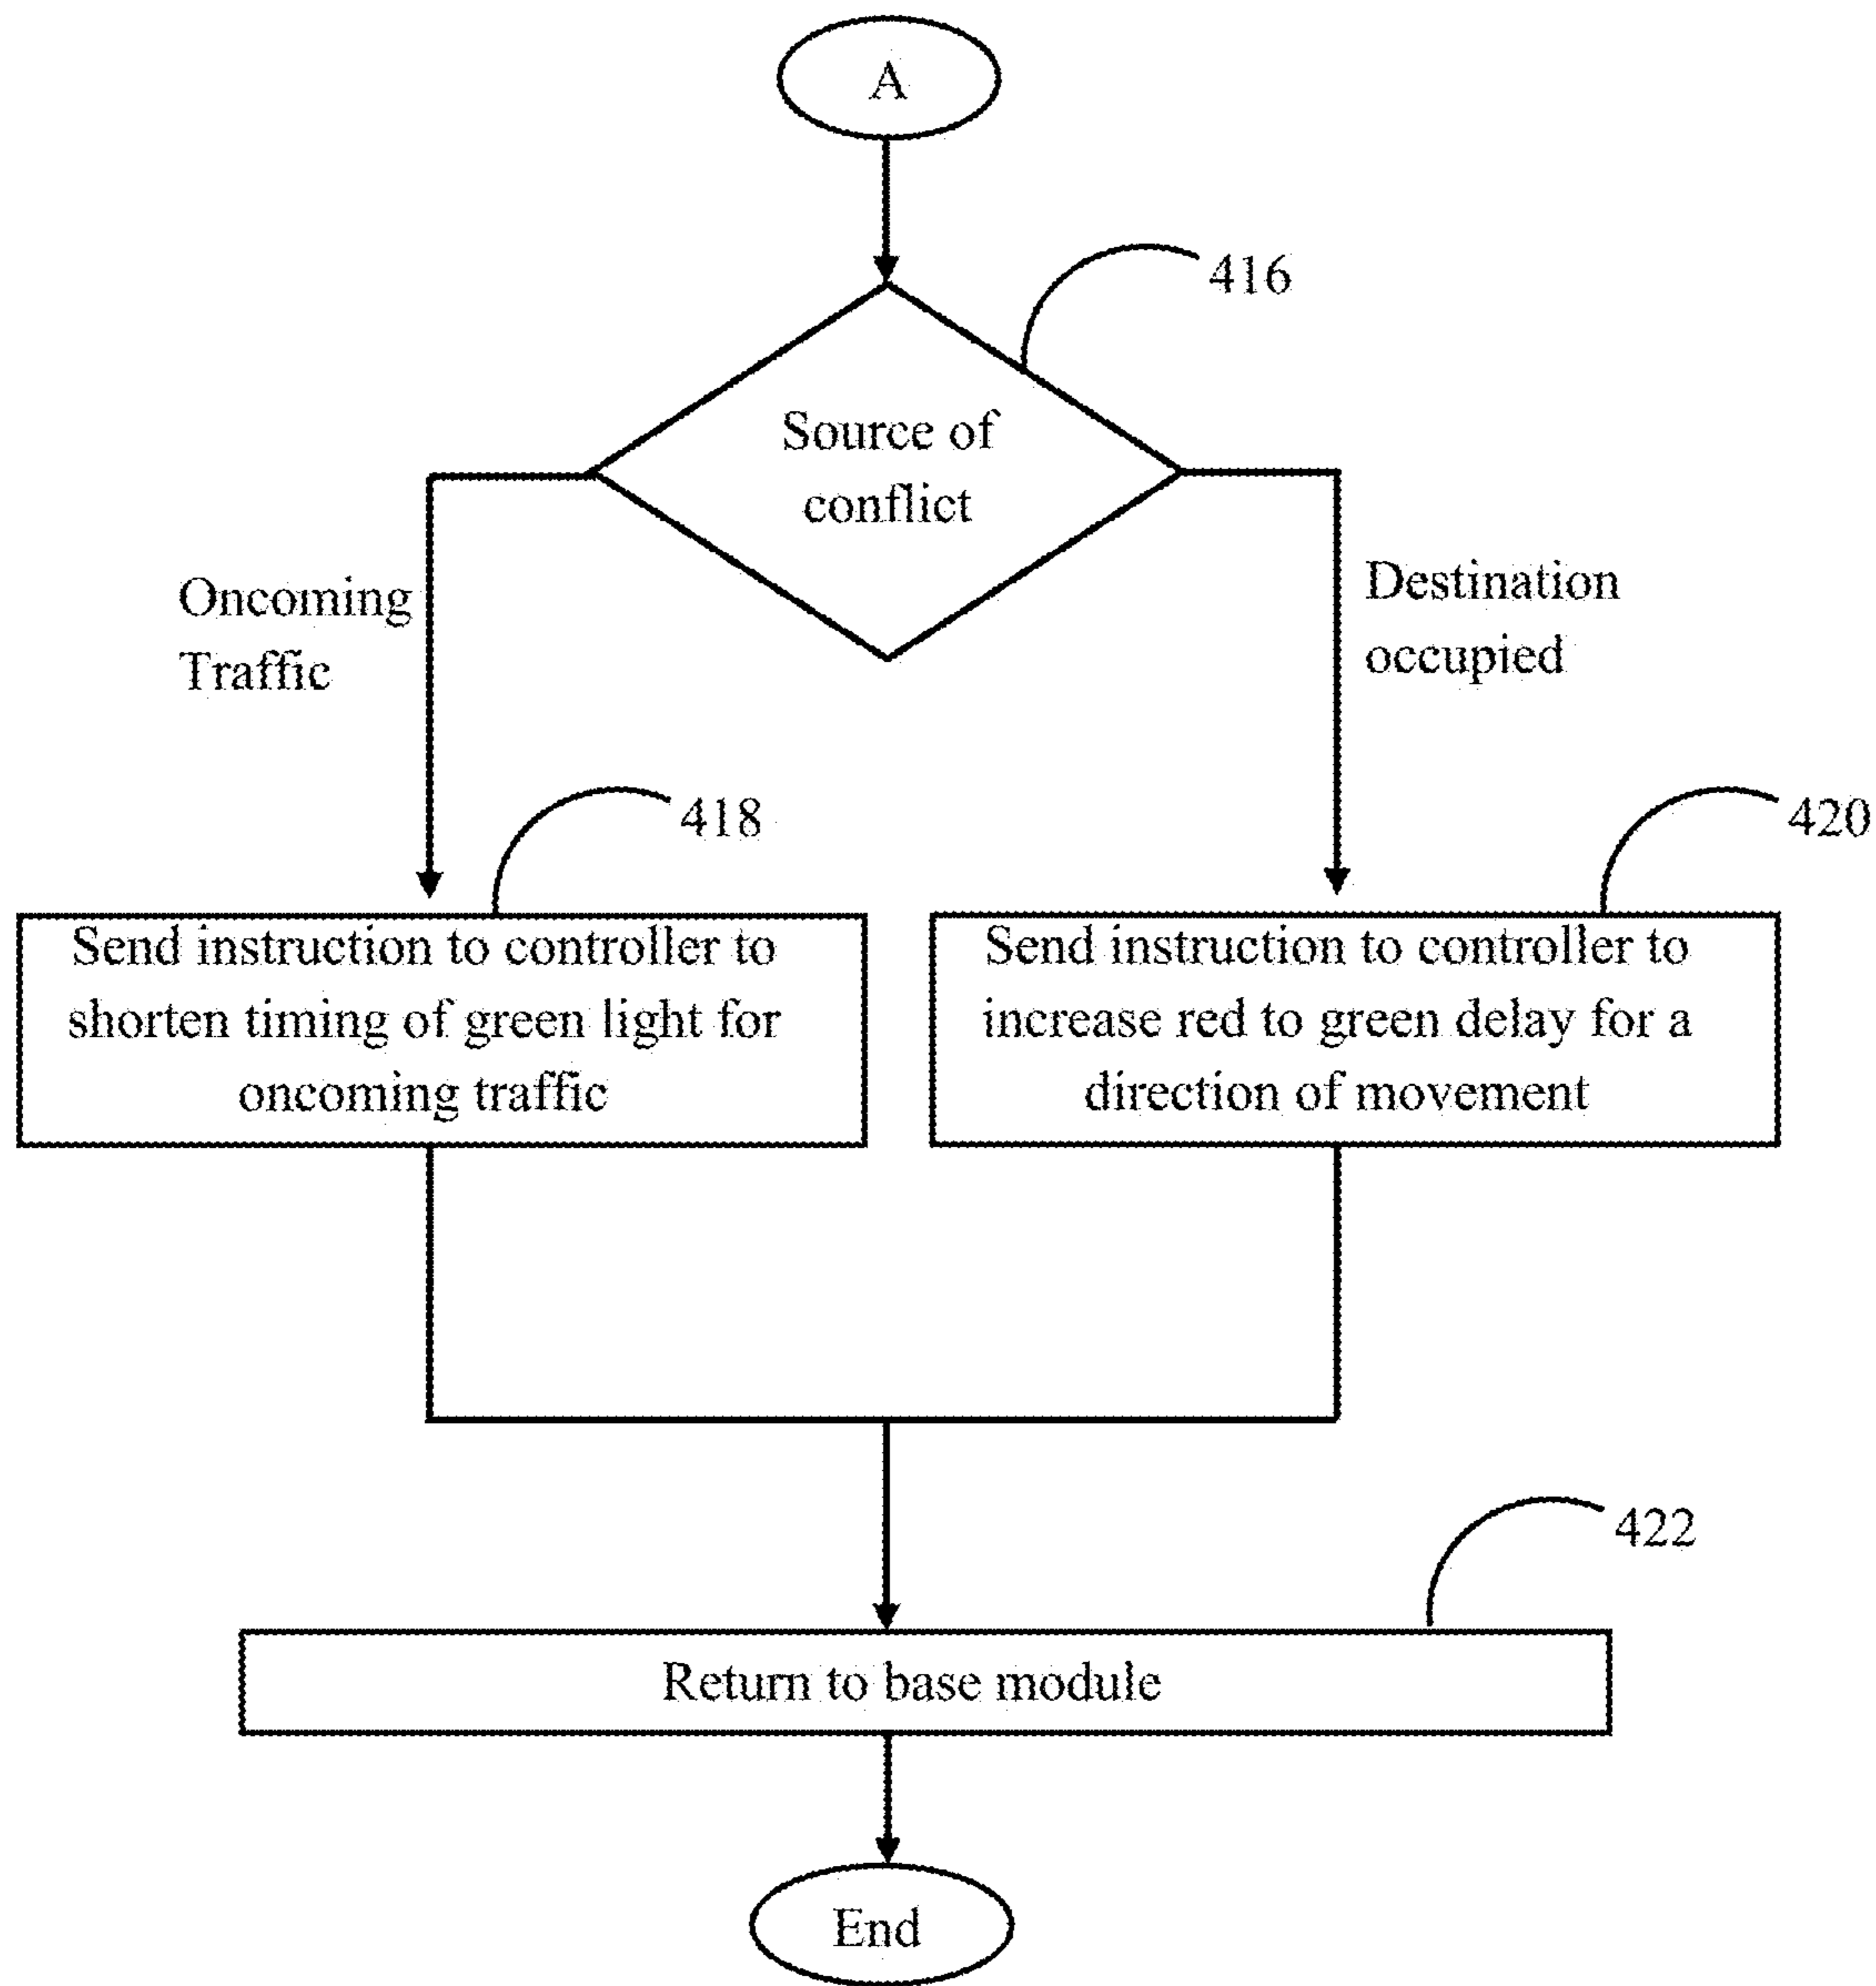 A
416
Source of
conflict
Oncoming
Traffic
Destination
occupied
418
420
Send instruction to controller to
shorten timing of green light for
oncoming traffic
Send instruction to controller to
increase red to green delay for a
direction of movement
422
Return to base module
End